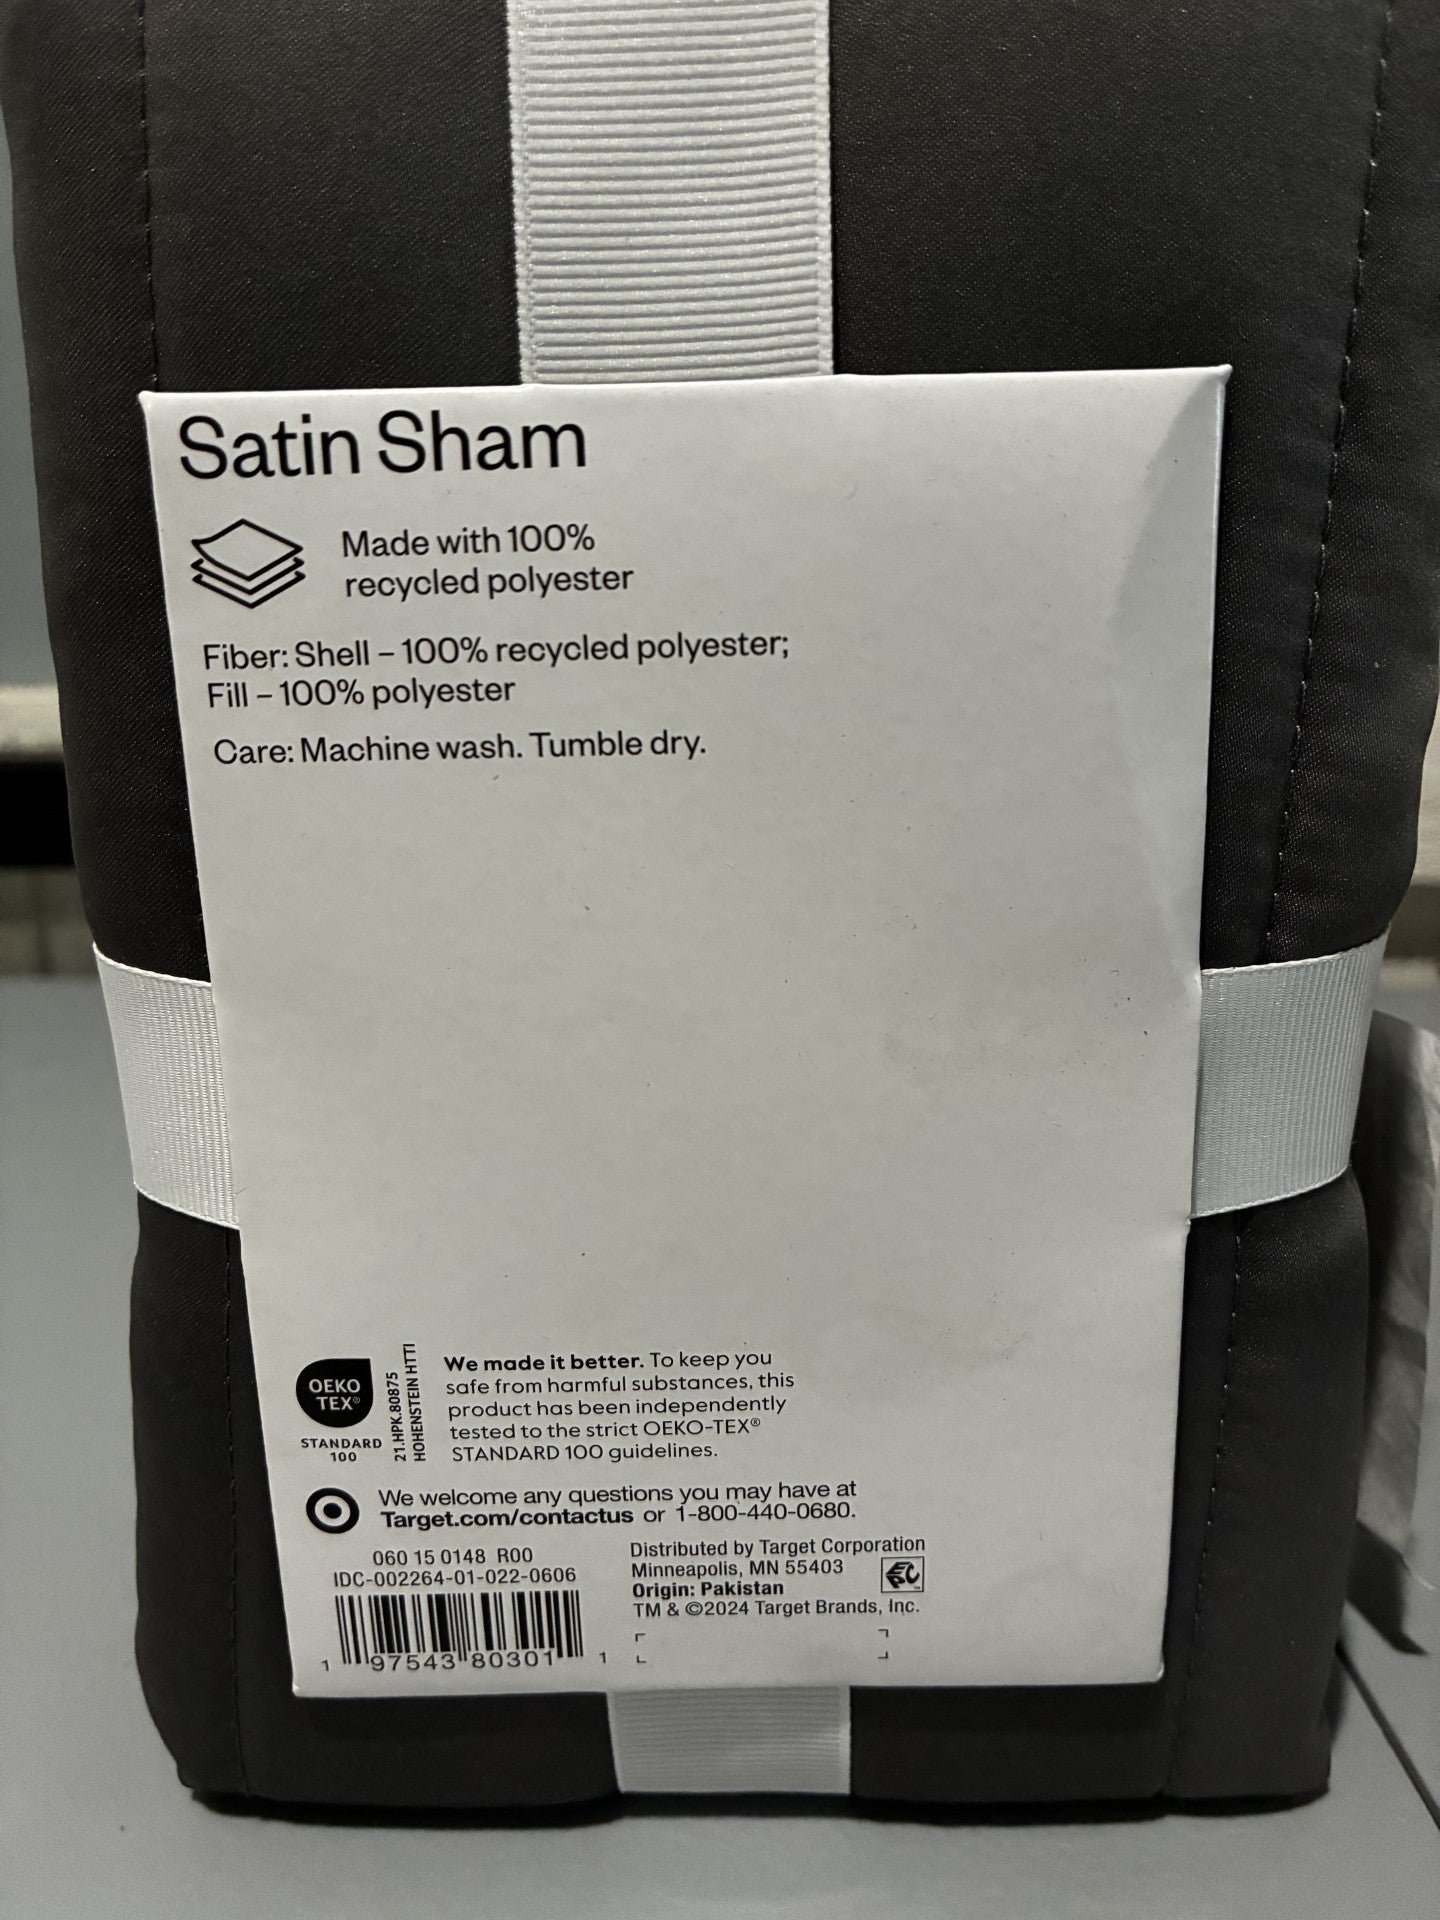 Satin Sham
Made with 100%
recycled polyester
Fiber: Shell – 100% recycled polyester;
Fill – 100% polyester
Care: Machine wash. Tumble dry.
OEKO
TEX®
STANDARD
100
21.HPK.80875
HOHENSTEIN HTTI
We made it better. To keep you
safe from harmful substances, this
product has been independently
tested to the strict OEKO-TEX®
STANDARD 100 guidelines.
We welcome any questions you may have at
Target.com/contactus or 1-800-440-0680.
060 15 0148 R00
IDC-002264-01-022-0606
1 97543 80301 1
Distributed by Target Corporation
Minneapolis, MN 55403
Origin: Pakistan
TM & ©2024 Target Brands, Inc.